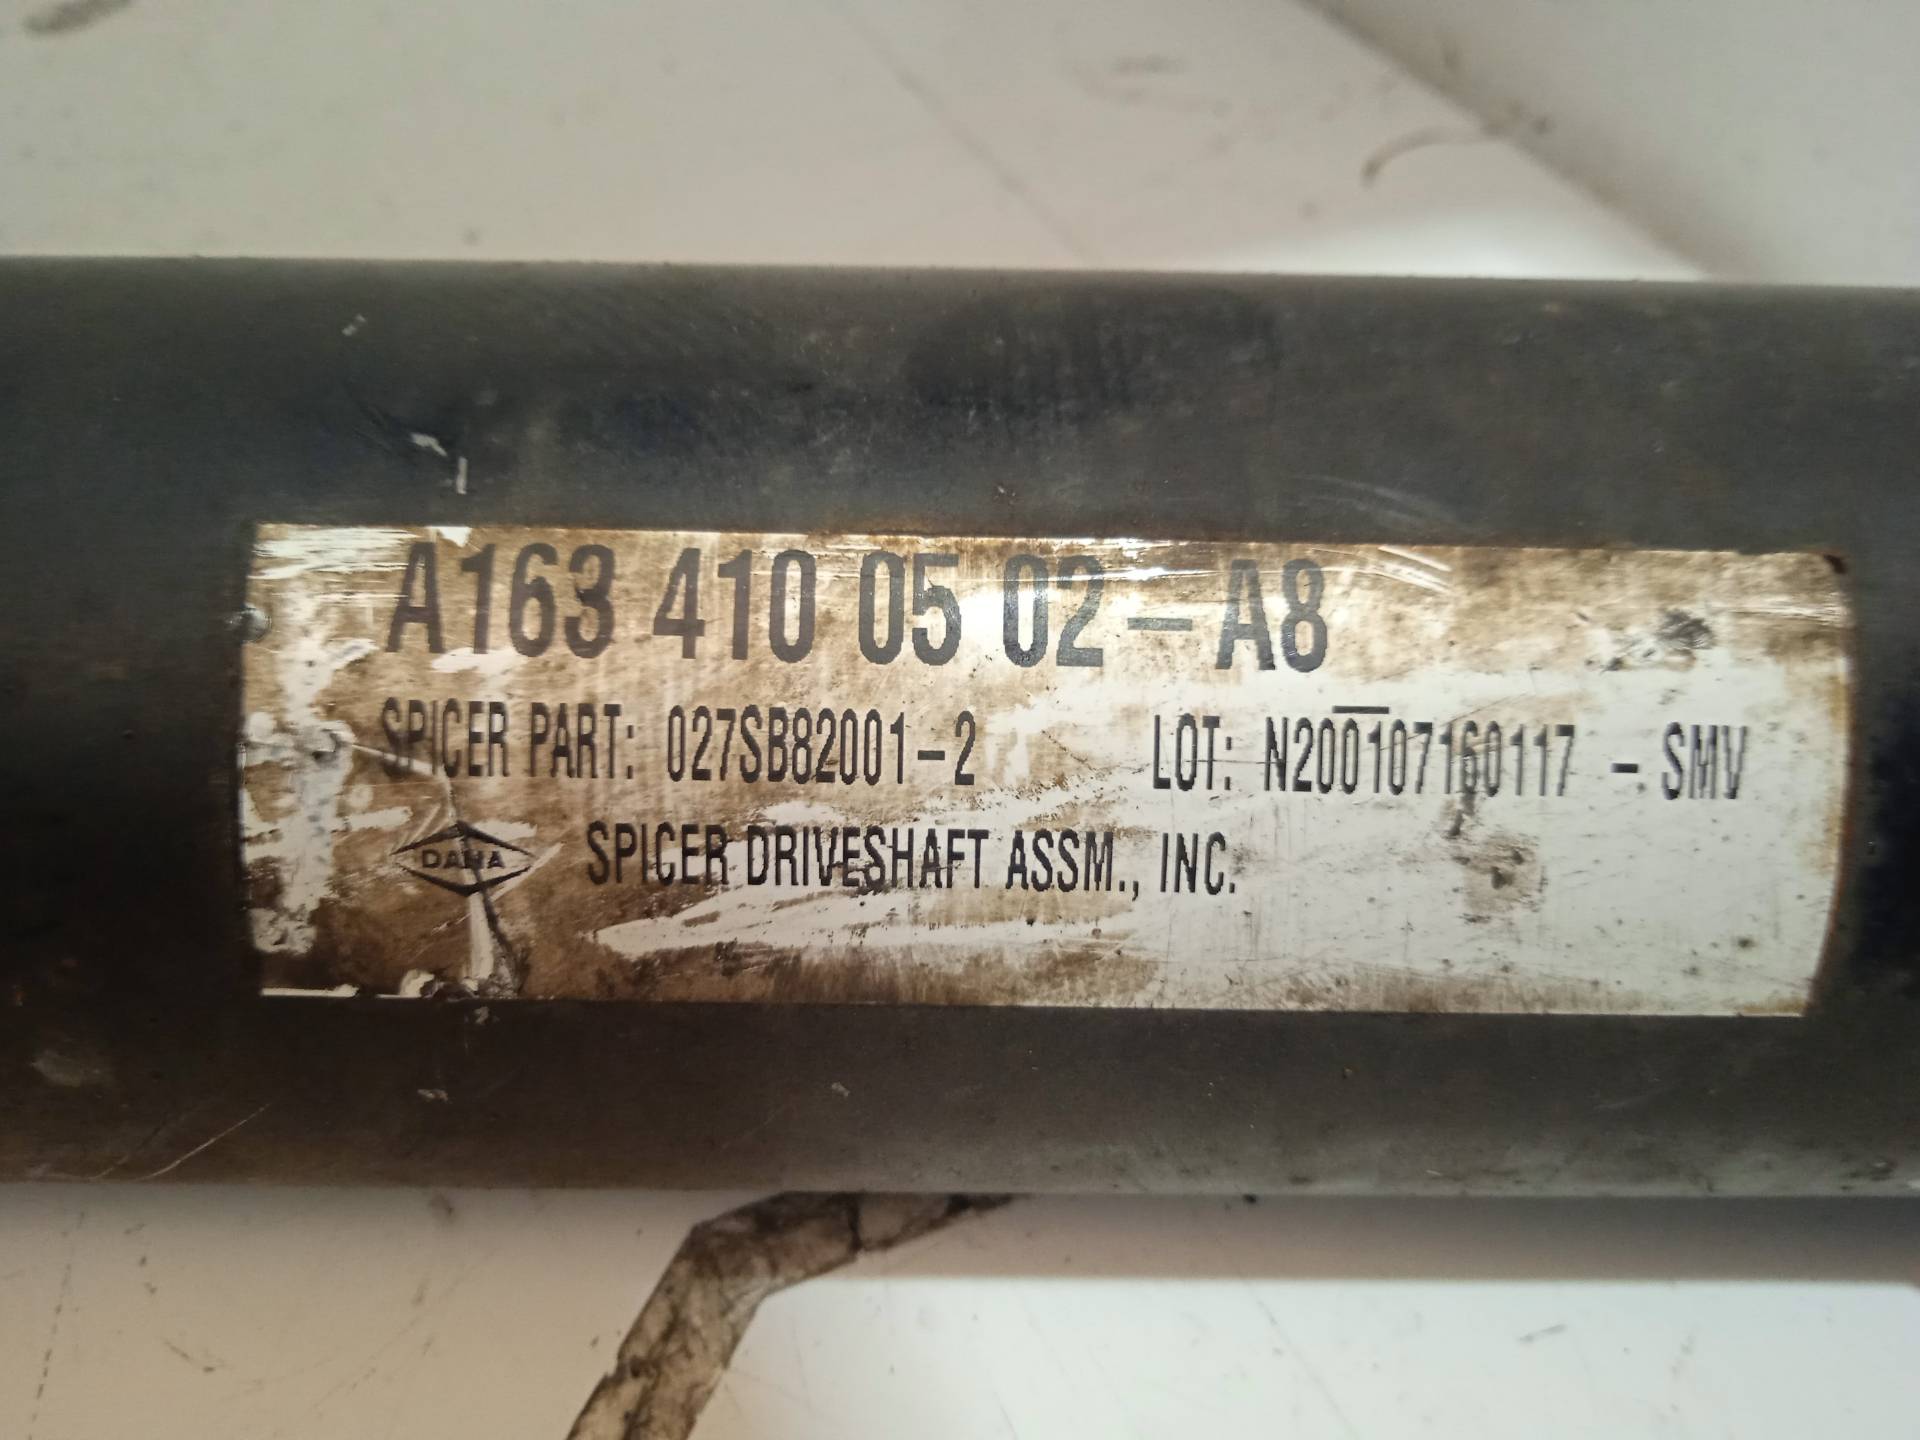 A163 410 05 02-A8
SPICER PART: 027SB82001-2 LOT: N200107160117 - SMV
DANA SPICER DRIVESHAFT ASSM., INC.